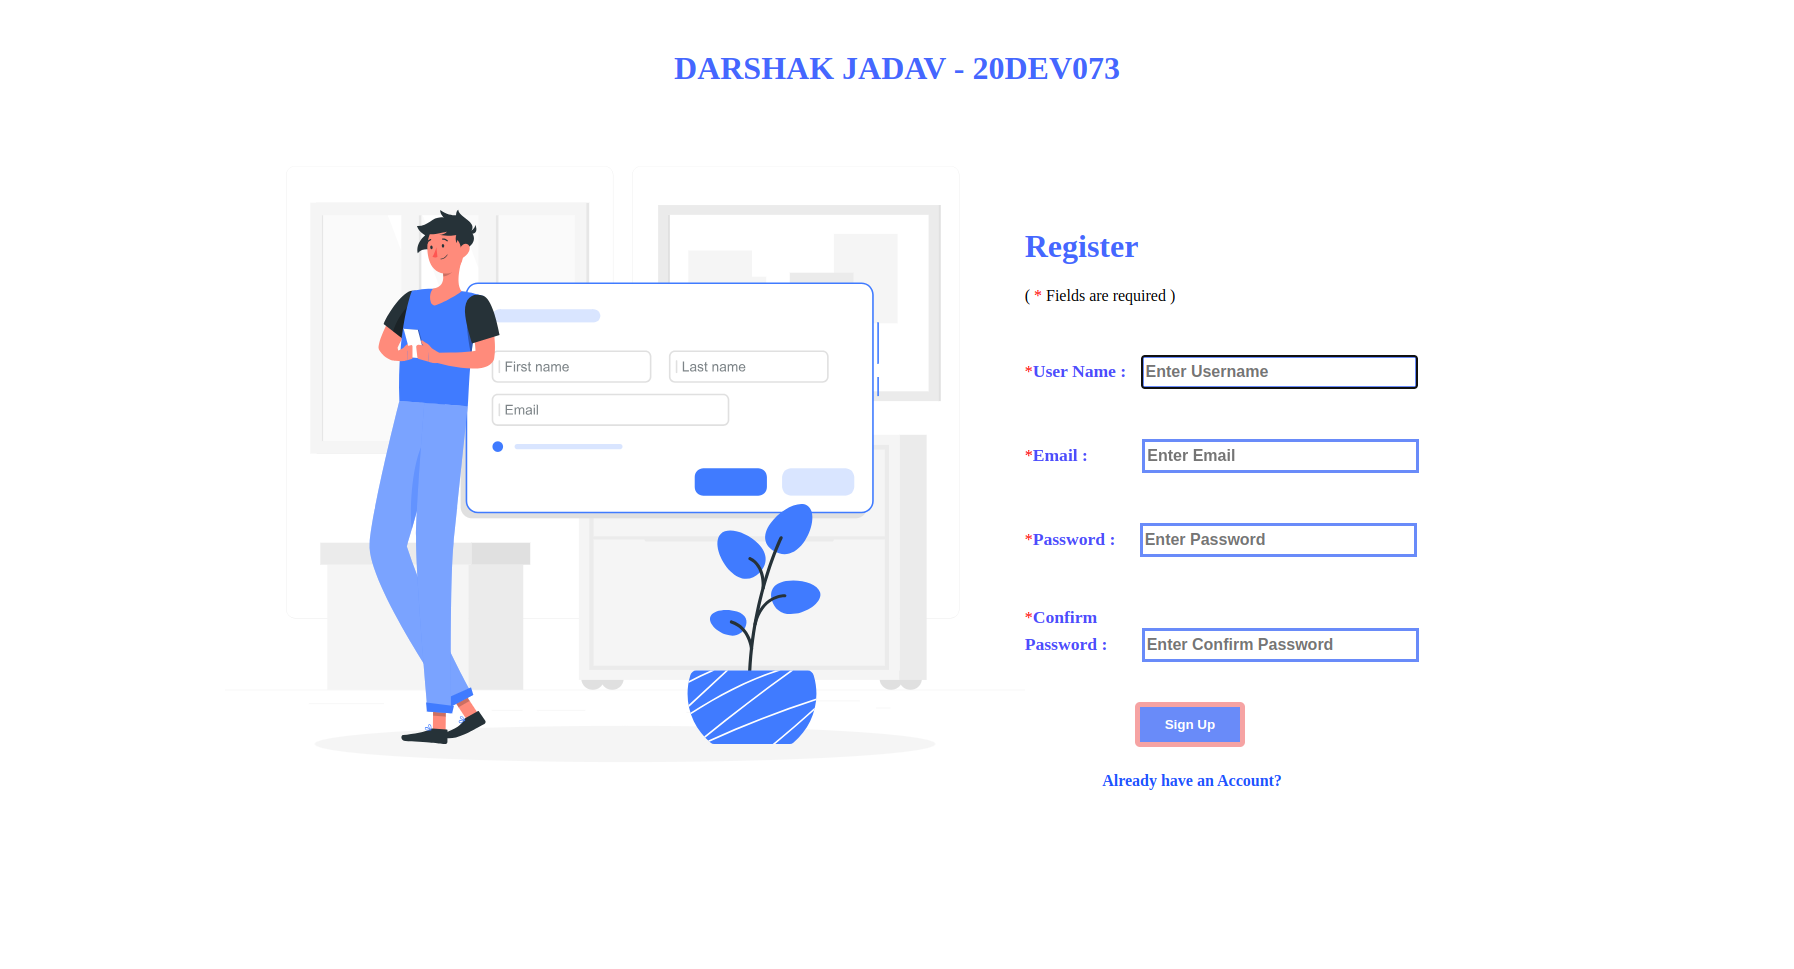 DARSHAK JADAV - 20DEV073
First name
Last name
Email
Register
( * Fields are required )
*User Name :
Enter Username
*Email :
Enter Email
*Password :
Enter Password
*Confirm
Password :
Enter Confirm Password
Sign Up
Already have an Account?